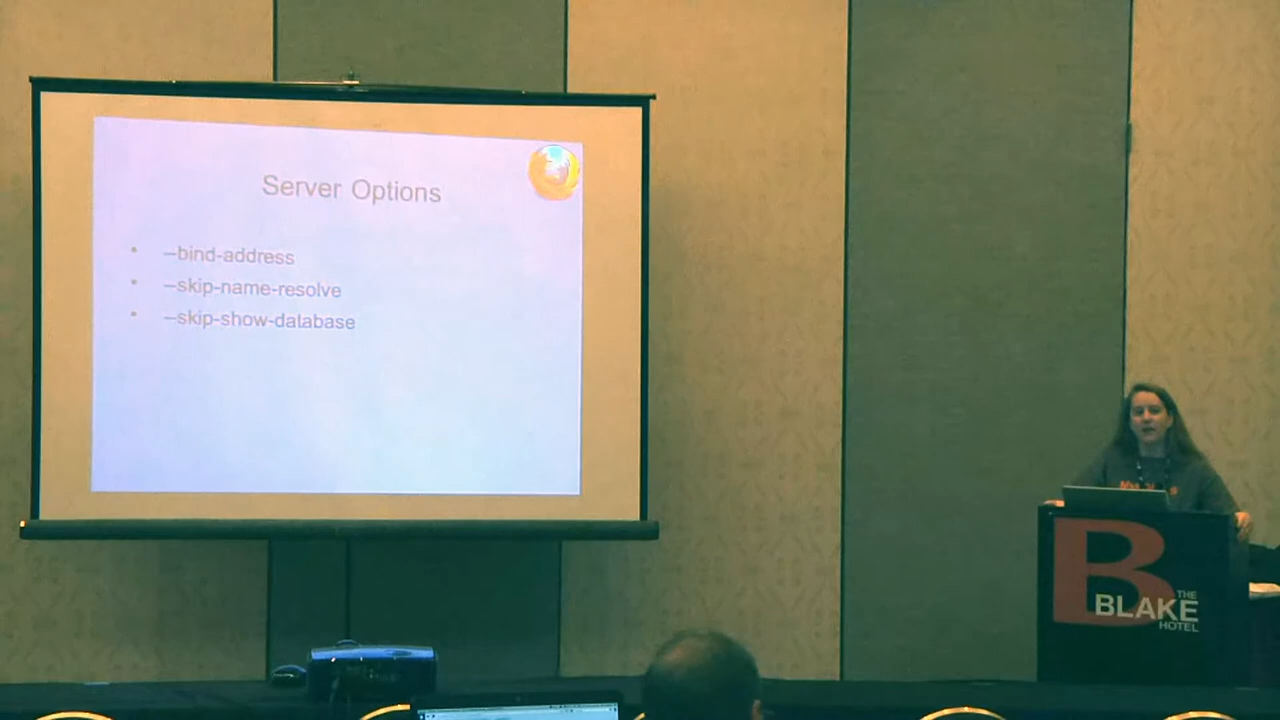 Server Options
• –bind-address
• –skip-name-resolve
• –skip-show-database
B
THE
BLAKE
HOTEL